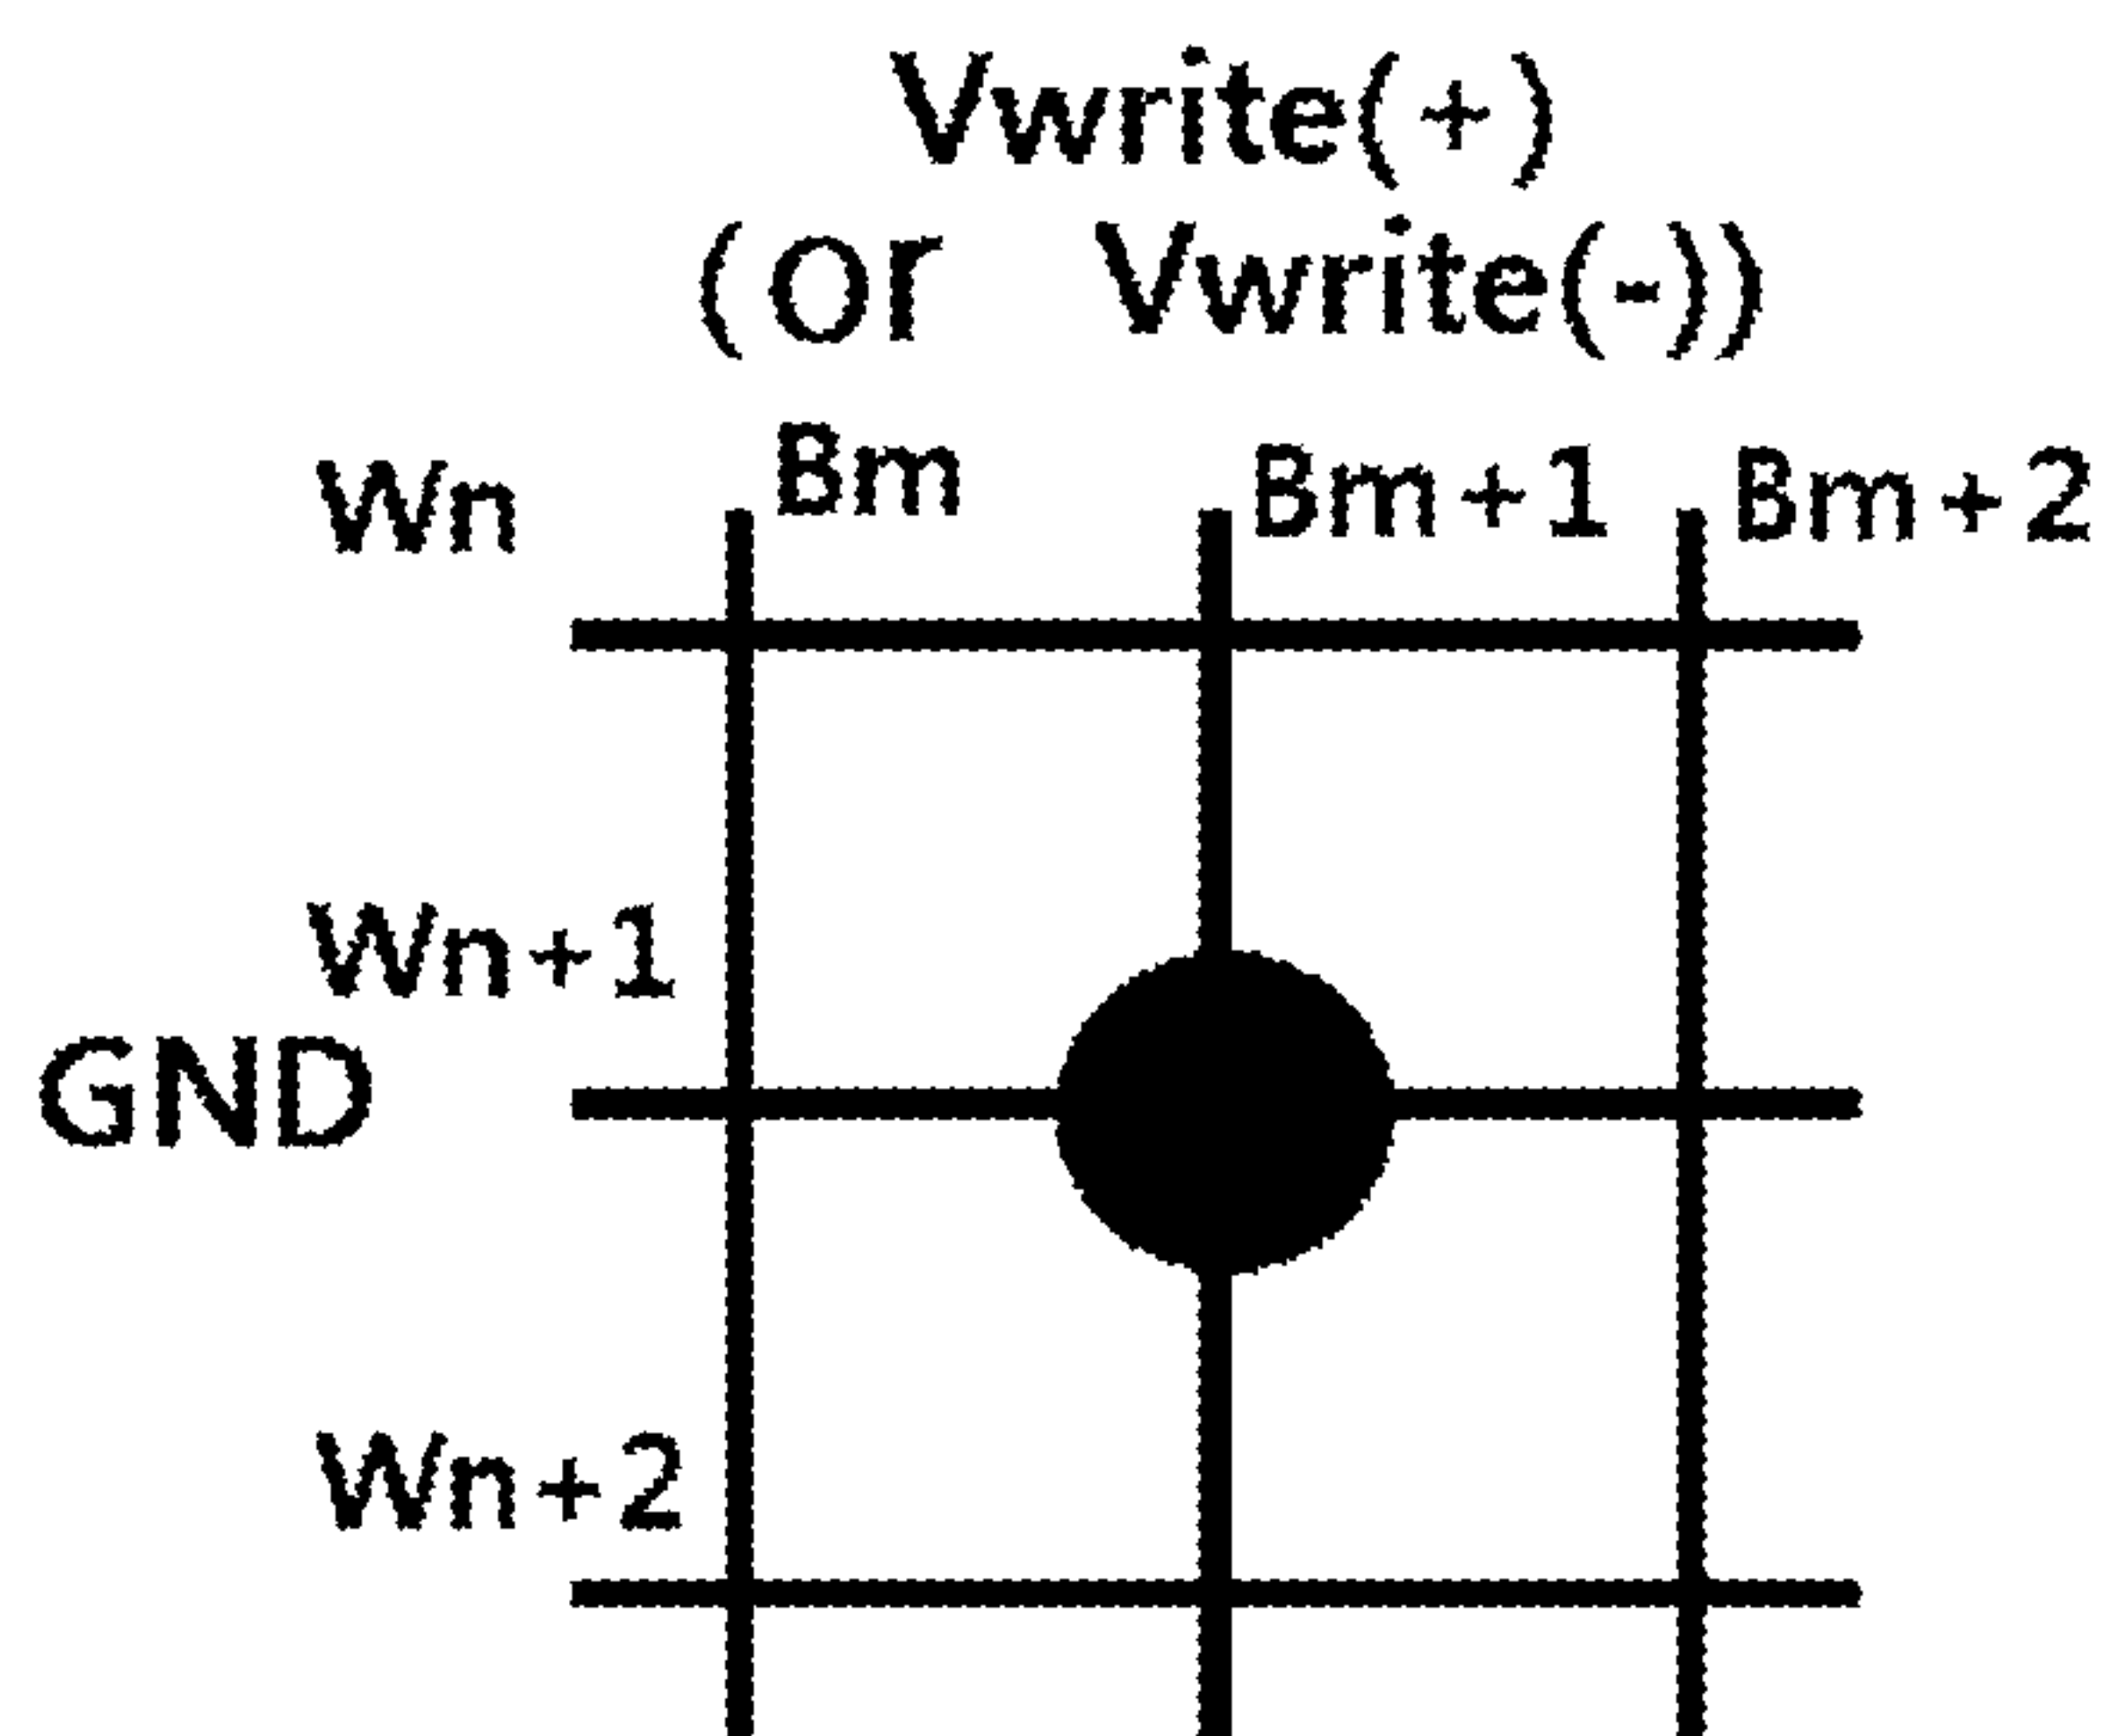 Vwrite(+)
(or Vwrite(-))
Wn Bm Bm+1 Bm+2
Wn+1
GND
Wn+2